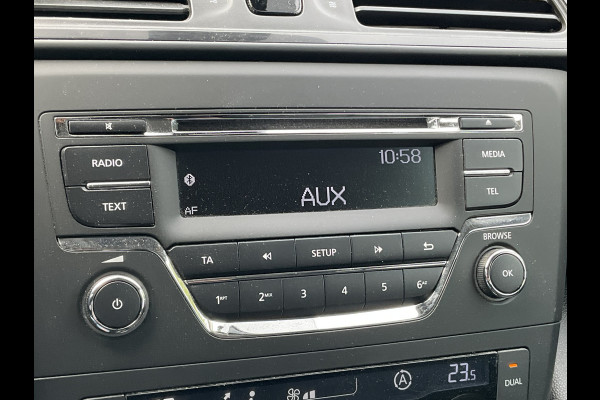 RADIO
TEXT
10:58
AF
AUX
MEDIA
TEL
TA
SETUP
BROWSE
1RPT
2MIX
3
4
5
6
OK
A
23.5
DUAL